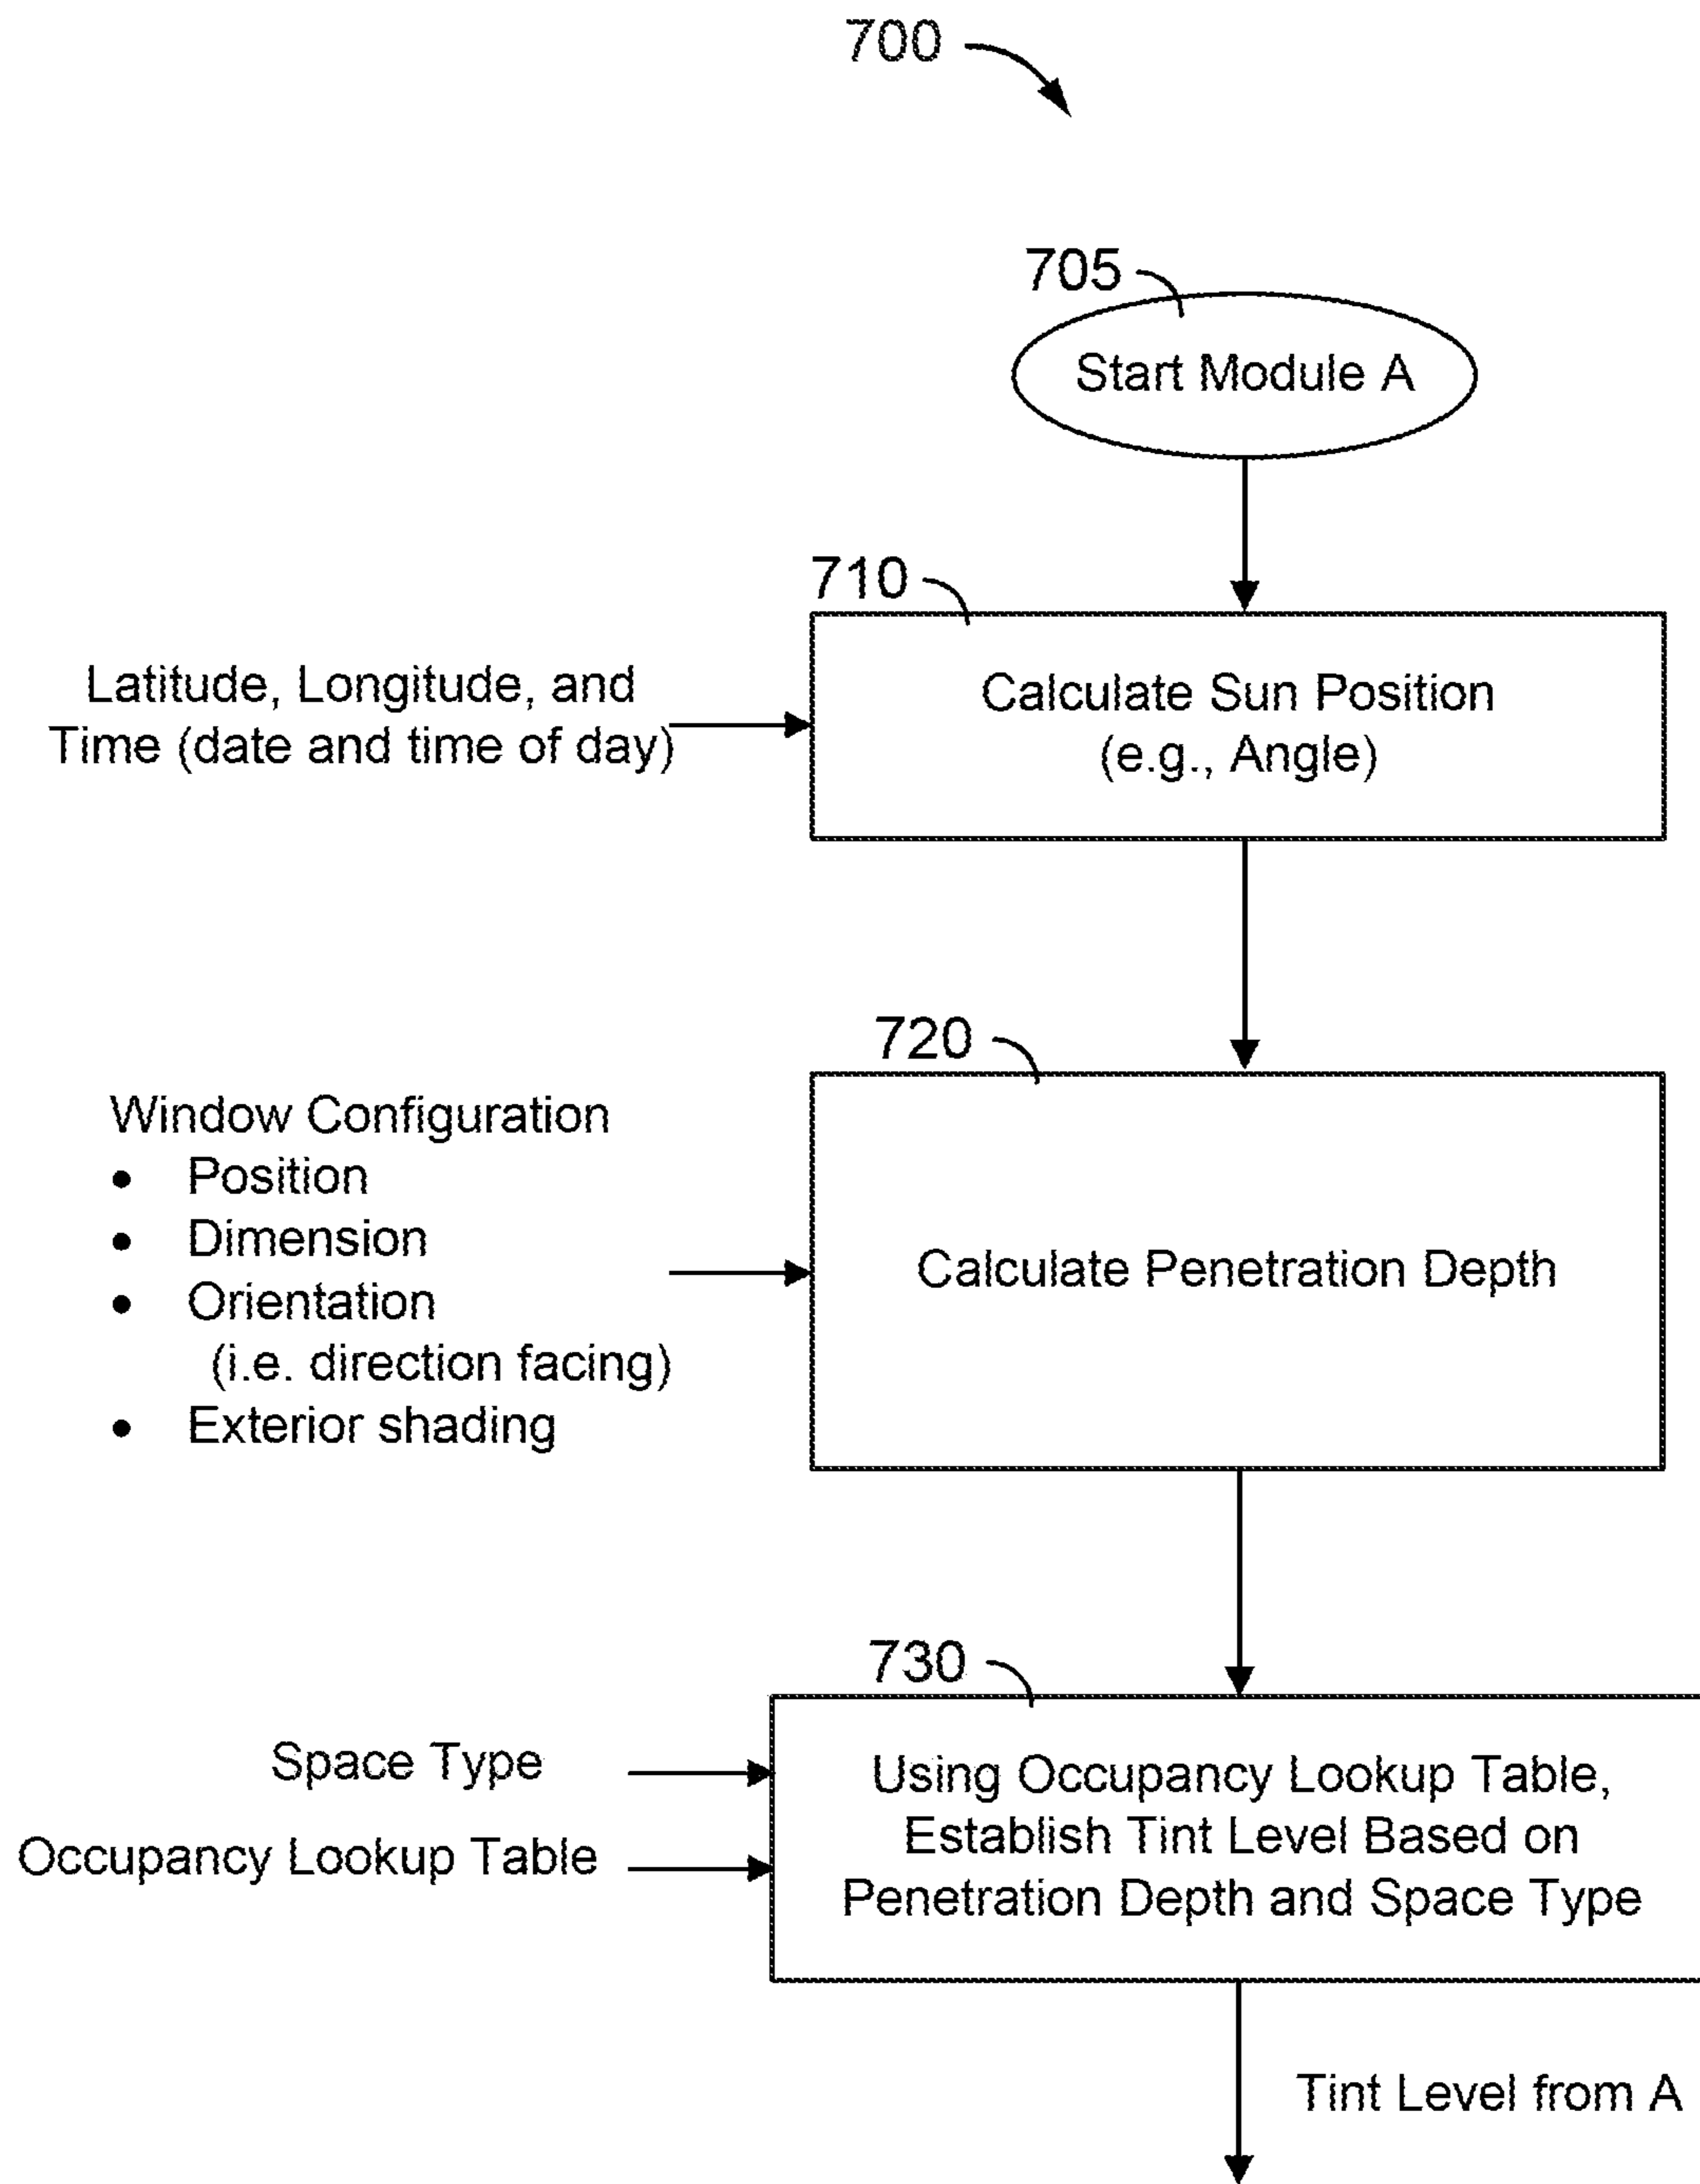 700
705
Start Module A
710
Latitude, Longitude, and
Time (date and time of day)
Calculate Sun Position
(e.g., Angle)
720
Window Configuration
• Position
• Dimension
• Orientation
(i.e. direction facing)
• Exterior shading
Calculate Penetration Depth
730
Space Type
Occupancy Lookup Table
Using Occupancy Lookup Table,
Establish Tint Level Based on
Penetration Depth and Space Type
Tint Level from A